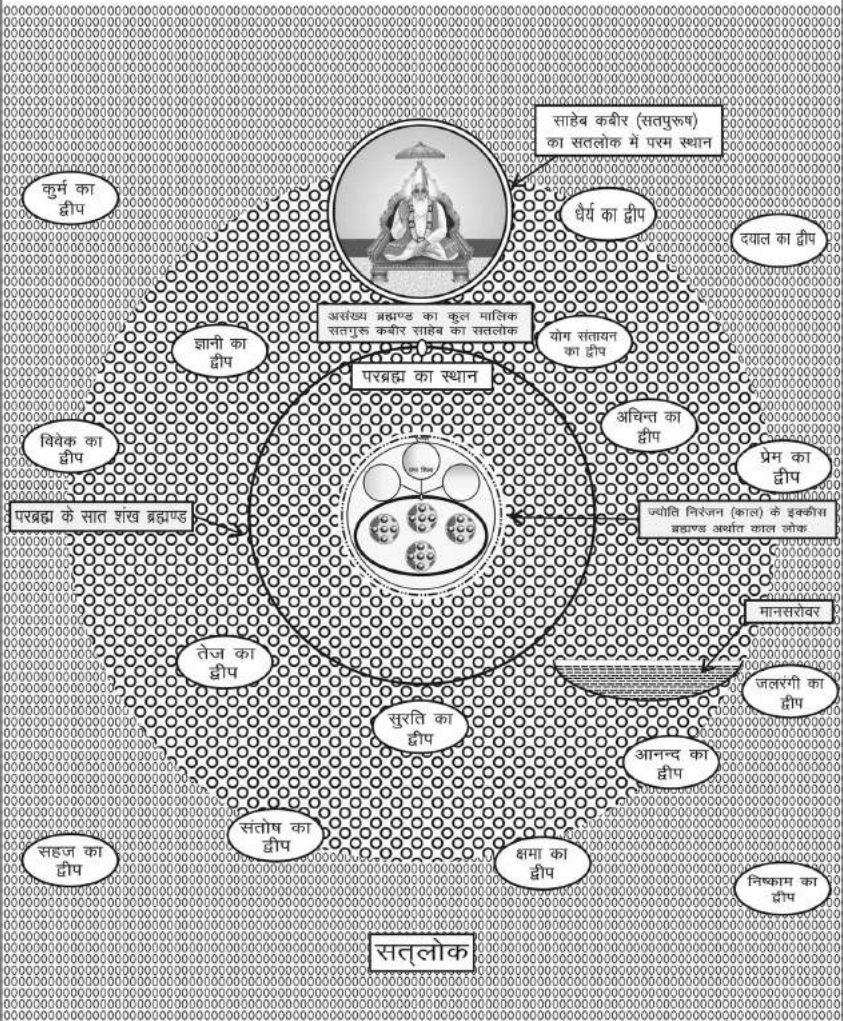 साहेब कबीर (सतपुरूष)
का सतलोक में परम स्थान
कुर्म का
द्वीप
धैर्य का द्वीप
दयाल का द्वीप
असंख्य ब्रह्मण्ड का कुल मालिक
सतगुरू कबीर साहेब का सतलोक
ज्ञानी का
द्वीप
योग संतायन
का द्वीप
परब्रह्म का स्थान
अचिन्त का
द्वीप
विवेक का
द्वीप
प्रेम का
द्वीप
परब्रह्म के सात शंख ब्रह्मण्ड
ज्योति निरंजन (काल) के इक्कीस
ब्रह्मण्ड अर्थात काल लोक
मानसरोवर
तेज का
द्वीप
जलरंगी का
द्वीप
सुरति का
द्वीप
आनन्द का
द्वीप
संतोष का
द्वीप
सहज का
द्वीप
क्षमा का
द्वीप
निष्काम का
द्वीप
सत्लोक